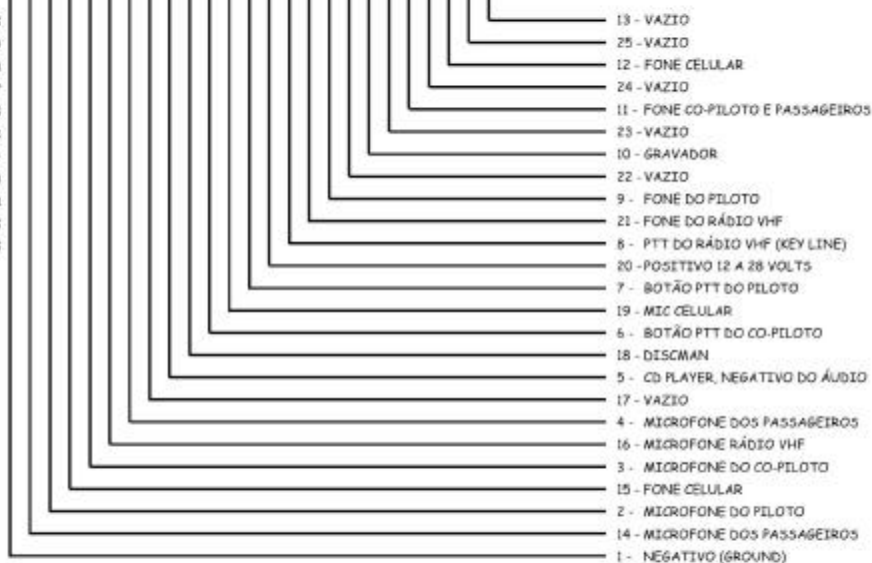 13 - VAZIO
25 - VAZIO
12 - FONE CELULAR
24 - VAZIO
11 - FONE CO-PILOTO E PASSAGEIROS
23 - VAZIO
10 - GRAVADOR
22 - VAZIO
9 - FONE DO PILOTO
21 - FONE DO RÁDIO VHF
8 - PTT DO RÁDIO VHF (KEY LINE)
20 - POSITIVO 12 A 28 VOLTS
7 - BOTÃO PTT DO PILOTO
19 - MIC CELULAR
6 - BOTÃO PTT DO CO-PILOTO
18 - DISCMAN
5 - CD PLAYER, NEGATIVO DO ÁUDIO
17 - VAZIO
4 - MICROFONE DOS PASSAGEIROS
16 - MICROFONE RÁDIO VHF
3 - MICROFONE DO CO-PILOTO
15 - FONE CELULAR
2 - MICROFONE DO PILOTO
14 - MICROFONE DOS PASSAGEIROS
1 - NEGATIVO (GROUND)